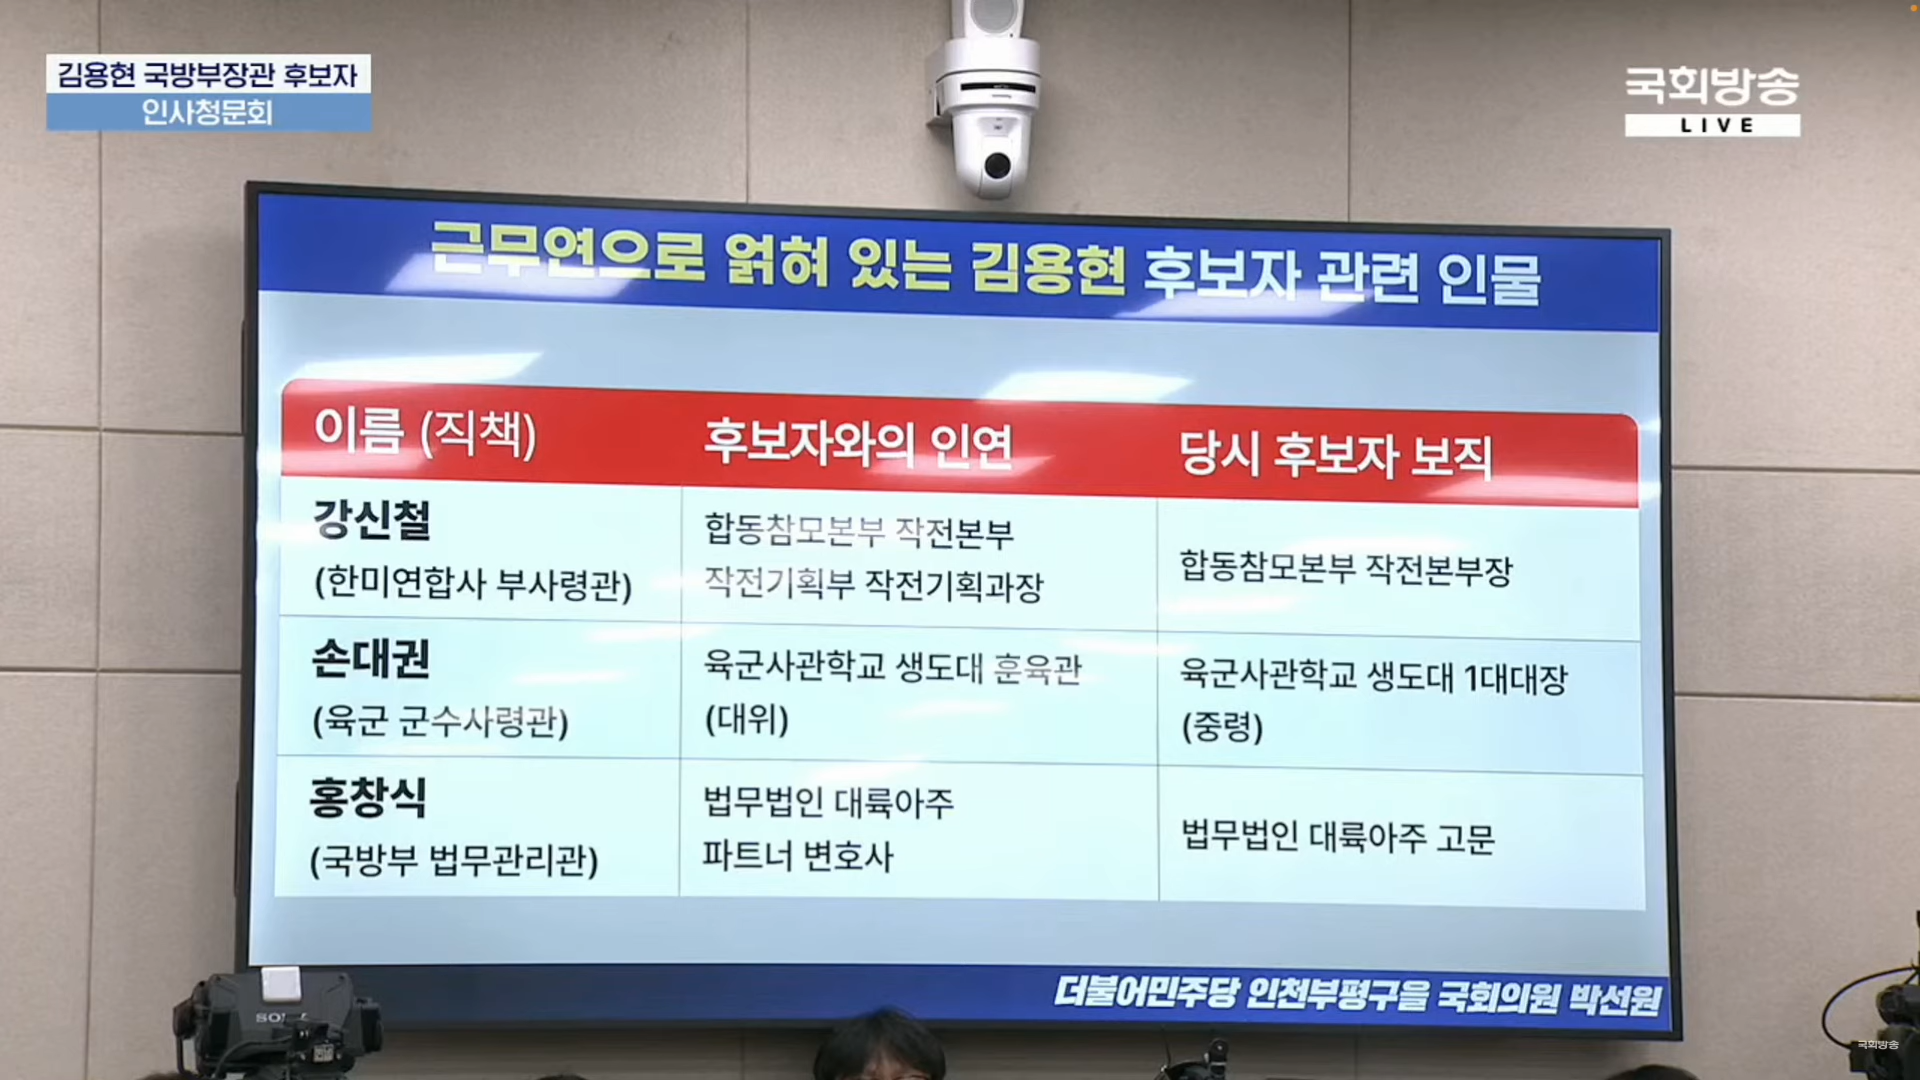 김용현 국방부장관 후보자
인사청문회
국회방송
LIVE
근무연으로 얽혀 있는 김용현 후보자 관련 인물
이름 (직책)
후보자와의 인연
당시 후보자 보직
강신철
(한미연합사 부사령관)
합동참모본부 작전본부
작전기획부 작전기획과장
합동참모본부 작전본부장
손대권
(육군 군수사령관)
육군사관학교 생도대 훈육관
(대위)
육군사관학교 생도대 1대대장
(중령)
홍창식
(국방부 법무관리관)
법무법인 대륙아주
파트너 변호사
법무법인 대륙아주 고문
더불어민주당 인천부평구을 국회의원 박선원
SONY
국회방송